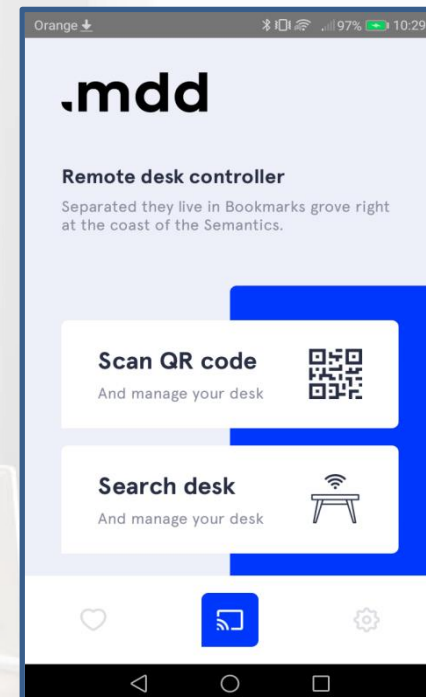 Orange
97% 10:29
.mdd
Remote desk controller
Separated they live in Bookmarks grove right
at the coast of the Semantics.
Scan QR code
And manage your desk
Search desk
And manage your desk